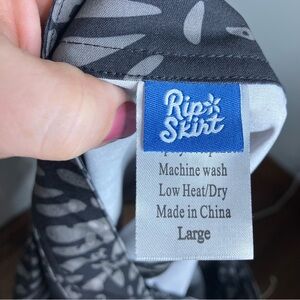 Rip
Skirt
Machine wash
Low Heat/Dry
Made in China
Large